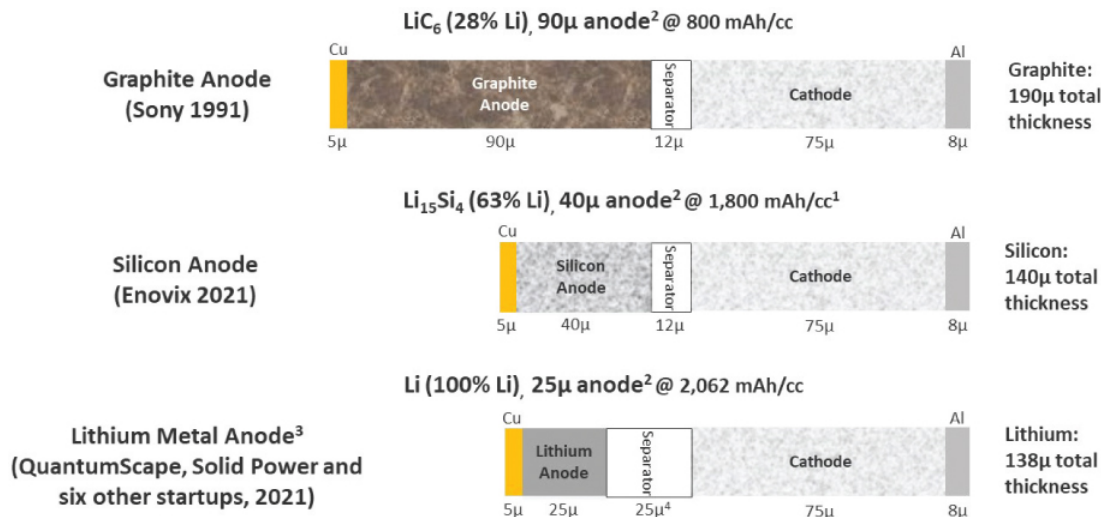 LiC₆ (28% Li), 90μ anode² @ 800 mAh/cc
Graphite Anode
(Sony 1991)
Cu
Graphite
Anode
Separator
Cathode
Al
5μ
90μ
12μ
75μ
8μ
Graphite:
190μ total
thickness
Li₁₅Si₄ (63% Li), 40μ anode² @ 1,800 mAh/cc¹
Silicon Anode
(Enovix 2021)
Cu
Silicon
Anode
Separator
Cathode
Al
5μ
40μ
12μ
75μ
8μ
Silicon:
140μ total
thickness
Li (100% Li), 25μ anode² @ 2,062 mAh/cc
Lithium Metal Anode³
(QuantumScape, Solid Power and
six other startups, 2021)
Cu
Lithium
Anode
Separator
Cathode
Al
5μ
25μ
25μ⁴
75μ
8μ
Lithium:
138μ total
thickness